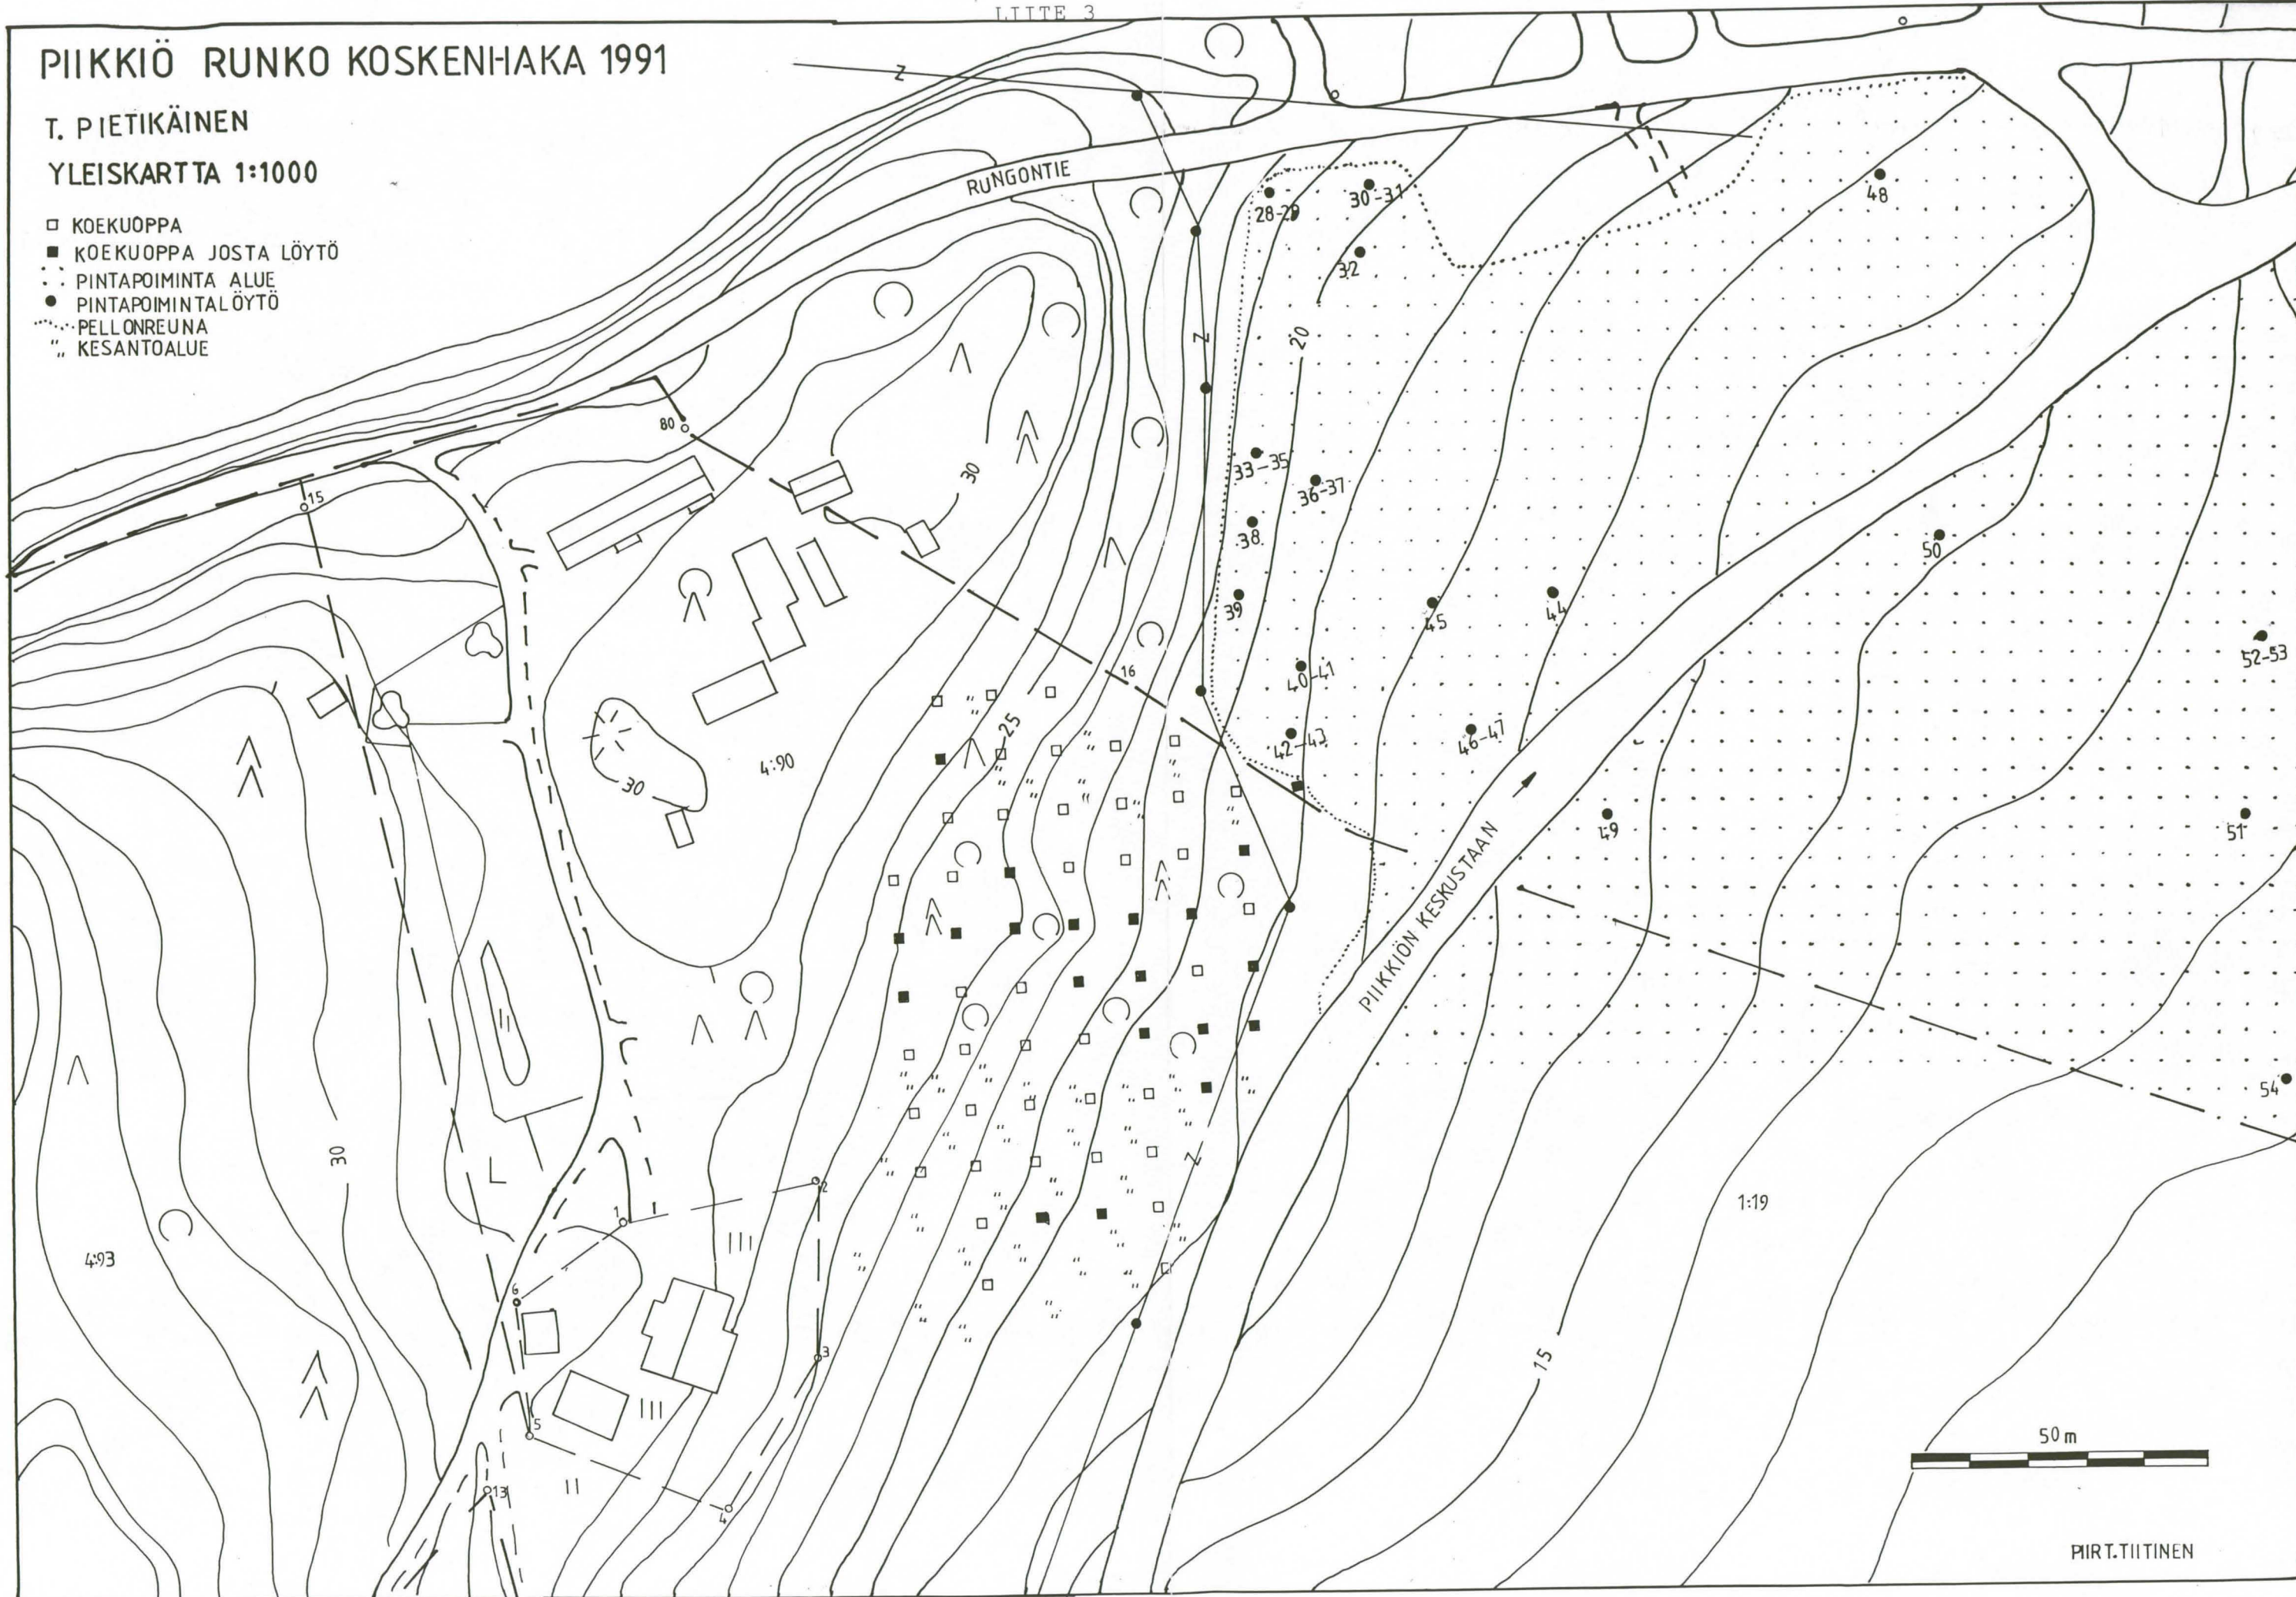 LIITE 3
PIIKKIÖ RUNKO KOSKENHAKA 1991
T. PIETIKÄINEN
YLEISKARTTA 1:1000
KOEKUOPPA
KOEKUOPPA JOSTA LÖYTÖ
PINTAPOIMINTA ALUE
PINTAPOIMINTALÖYTÖ
PELLONREUNA
KESANTOALUE
Z
RUNGONTIE
28-29
30-31
48
32
20
Z
80
15
30
33-35
36-37
38
50
39
45
44
16
40-41
52-53
25
42-43
46-47
4:90
30
49
51
PIIKKIÖN KESKUSTAAN
54
30
Z
2
1
1:19
4:93
6
3
15
5
50 m
13
4
PIIRT.TIITINEN